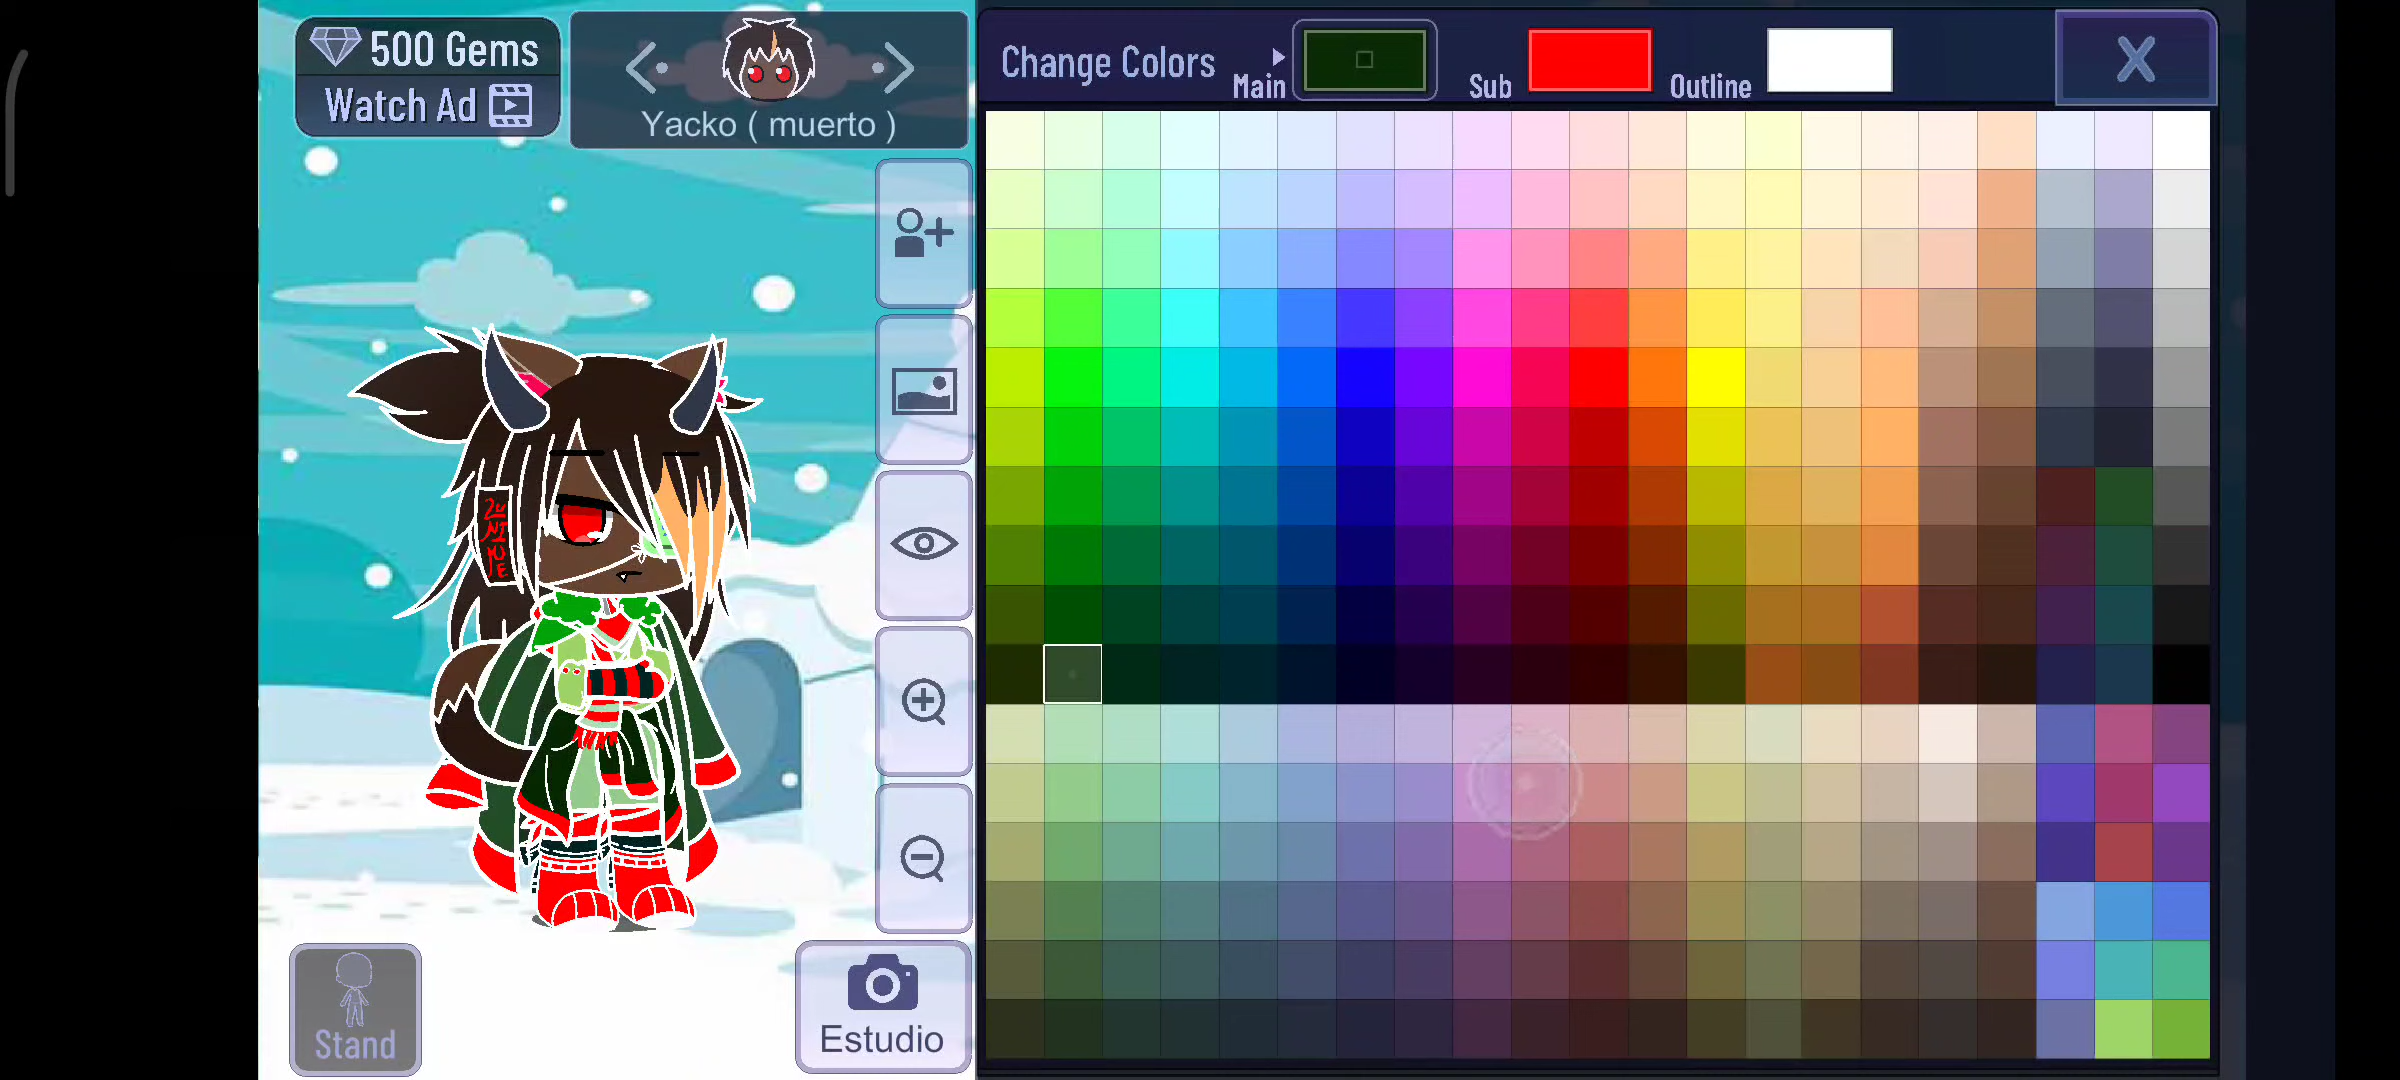 500 Gems
Watch Ad
Yacko ( muerto )
Change Colors
Main
Sub
Outline
X
Stand
Estudio